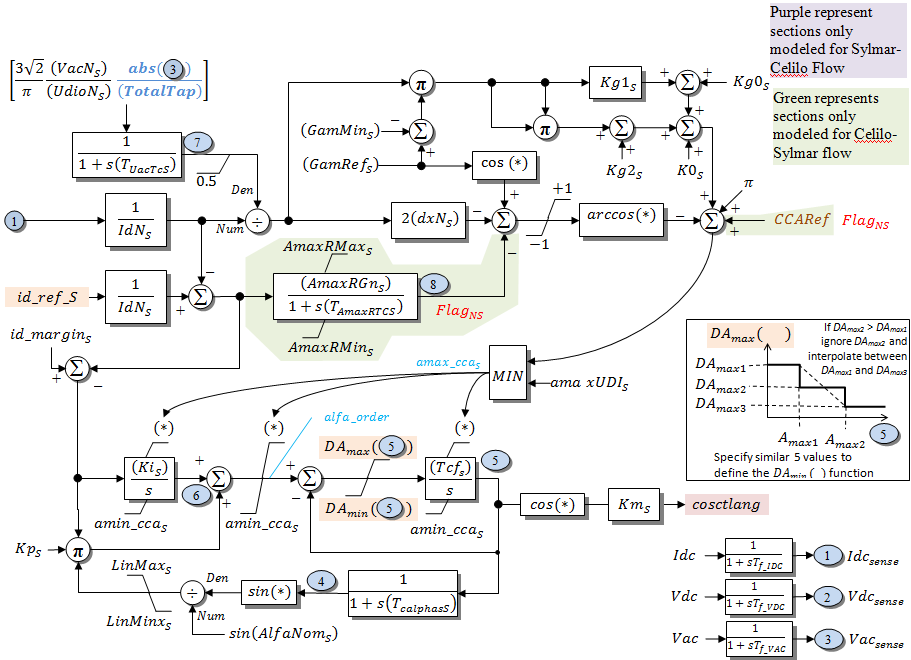 Purple represent
sections only
modeled for Sylmar-
Celilo Flow
Green represents
sections only
modeled for Celilo-
Sylmar flow
[3√2/π (VacN_S)/(UdioN_S) abs(3)/(TotalTap)]
1/(1 + s(T_UacTcS)) 7
0.5
Den
Num ÷
1
1/IdN_S
id_ref_S
1/IdN_S
− + Σ
id_margin_S
+ − Σ
π
(GamMin_S)
− + Σ
(GamRef_S)
cos (*)
π
Kg1_S
+ + Σ
Kg0_S
+ + Σ
Kg2_S
+ + + Σ
K0_S
2(dxN_S)
− + − Σ
+1
−1
arccos(*)
− + + + Σ
π
CCARef
Flag_NS
AmaxRMax_S
(AmaxRGn_S)/(1 + s(T_AmaxRTCS)) 8
AmaxRMin_S
Flag_NS
amax_cca_S
MIN
ama xUDI_S
alfa_order
(*)
(*)
(*)
(Ki_S)/s
6
amin_cca_S
+ + Σ
amin_cca_S
+ − Σ
DA_max(5)
DA_min(5)
(Tcf_S)/s
5
amin_cca_S
cos(*)
Km_S
cosctlang
Kp_S
π
LinMax_S
LinMinx_S
Den
÷
Num
sin(*)
4
1/(1 + s(T_calphasS))
sin(AlfaNom_S)
DA_max( )
If DA_max2 > DA_max1
ignore DA_max2 and
interpolate between
DA_max1 and DA_max3
DA_max1
DA_max2
DA_max3
A_max1 A_max2 5
Specify similar 5 values to
define the DA_min ( ) function
Idc 1/(1 + sT_f_IDC) 1 Idc_sense
Vdc 1/(1 + sT_f_VDC) 2 Vdc_sense
Vac 1/(1 + sT_f_VAC) 3 Vac_sense